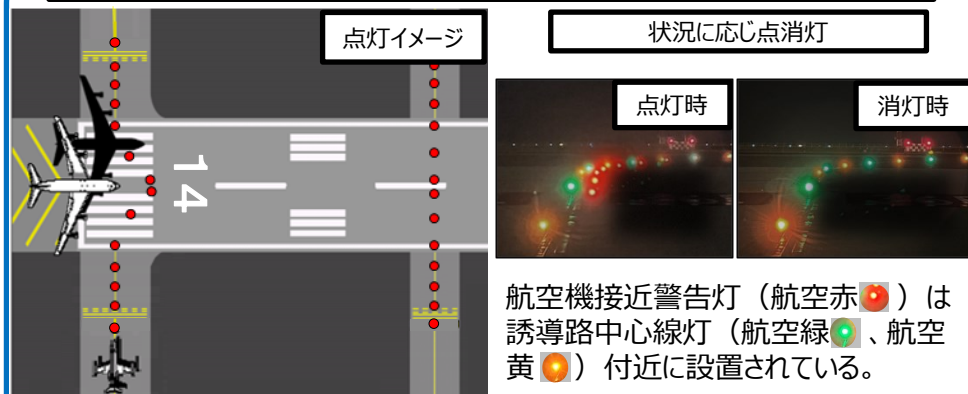 点灯イメージ
状況に応じ点消灯
点灯時
消灯時
14
航空機接近警告灯（航空赤）は
誘導路中心線灯（航空緑、航空
黄）付近に設置されている。